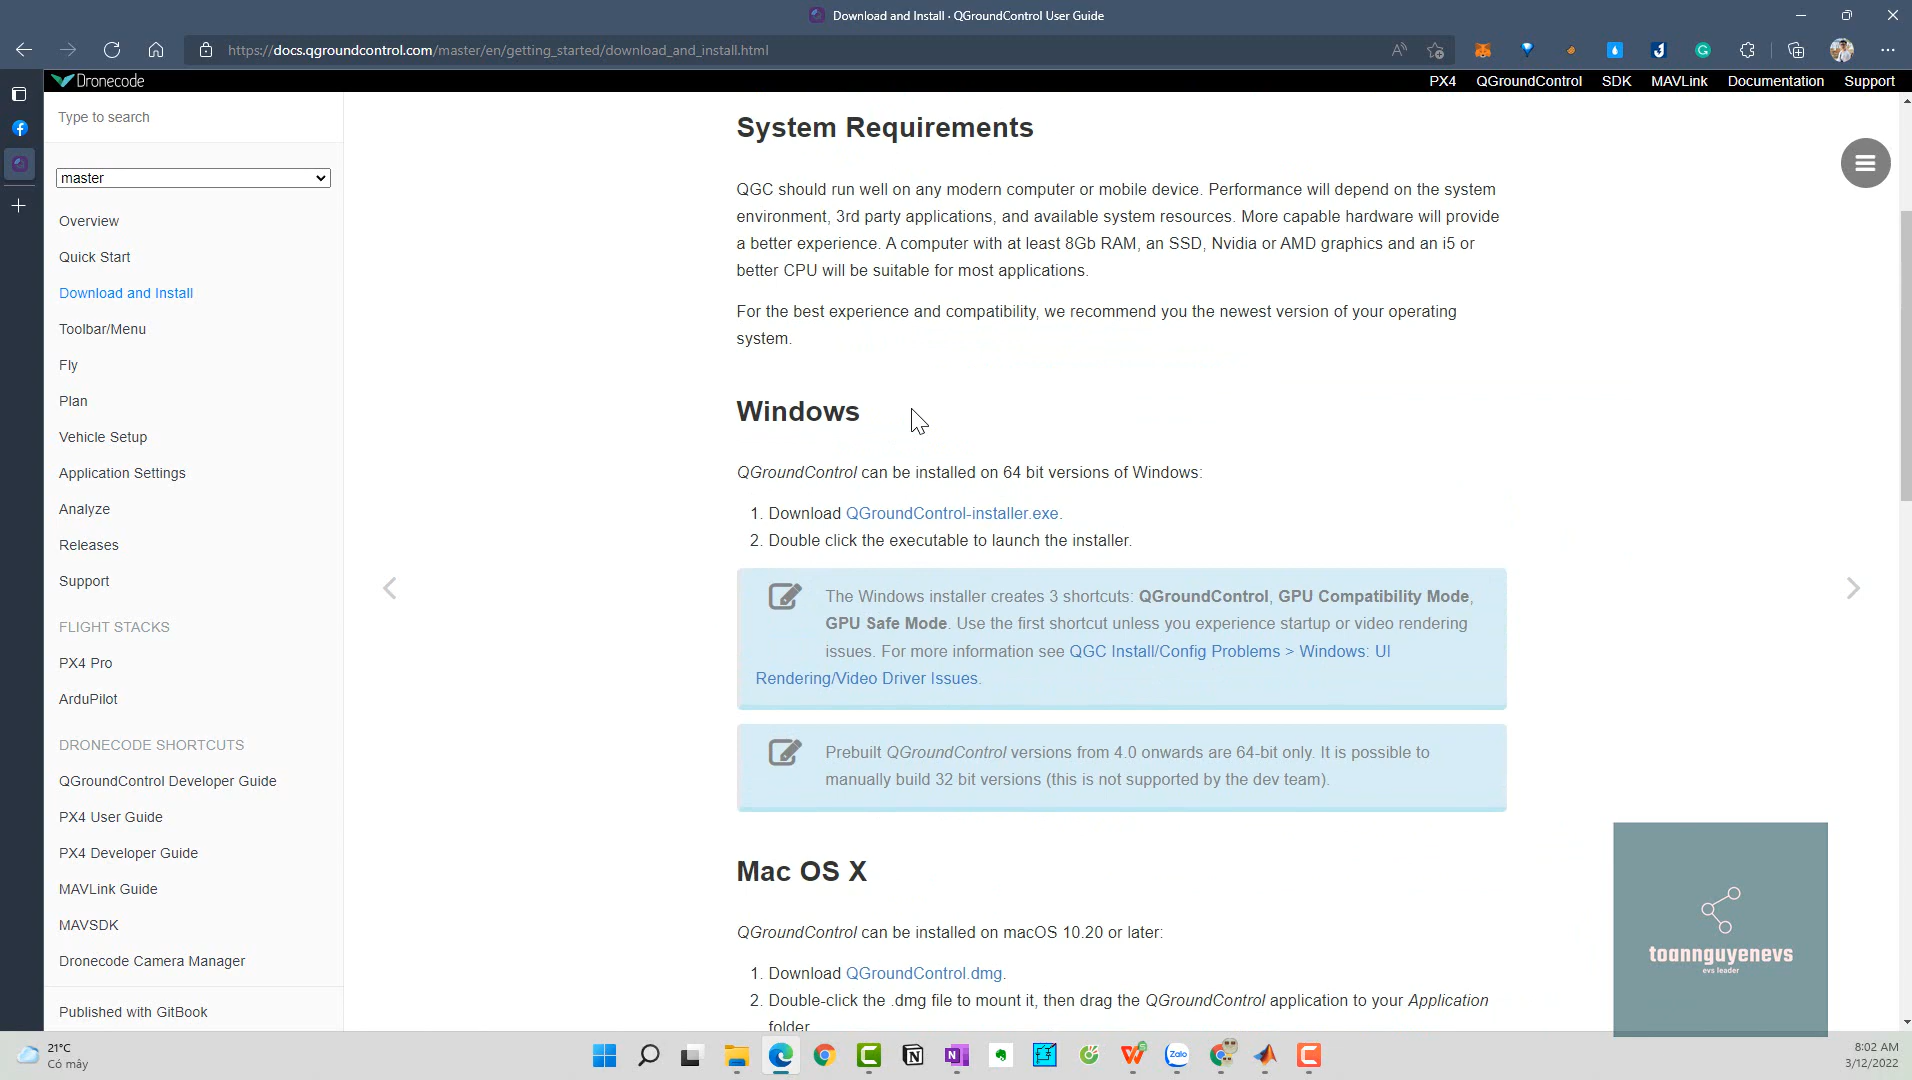 Download and Install · QGroundControl User Guide
https://docs.qgroundcontrol.com/master/en/getting_started/download_and_install.html
Dronecode
PX4
QGroundControl
SDK
MAVLink
Documentation
Support
Type to search
master
Overview
Quick Start
Download and Install
Toolbar/Menu
Fly
Plan
Vehicle Setup
Application Settings
Analyze
Releases
Support
FLIGHT STACKS
PX4 Pro
ArduPilot
DRONECODE SHORTCUTS
QGroundControl Developer Guide
PX4 User Guide
PX4 Developer Guide
MAVLink Guide
MAVSDK
Dronecode Camera Manager
Published with GitBook
System Requirements
QGC should run well on any modern computer or mobile device. Performance will depend on the system
environment, 3rd party applications, and available system resources. More capable hardware will provide
a better experience. A computer with at least 8Gb RAM, an SSD, Nvidia or AMD graphics and an i5 or
better CPU will be suitable for most applications.
For the best experience and compatibility, we recommend you the newest version of your operating
system.
Windows
QGroundControl can be installed on 64 bit versions of Windows:
1. Download QGroundControl-installer.exe.
2. Double click the executable to launch the installer.
The Windows installer creates 3 shortcuts: QGroundControl, GPU Compatibility Mode,
GPU Safe Mode. Use the first shortcut unless you experience startup or video rendering
issues. For more information see QGC Install/Config Problems > Windows: UI
Rendering/Video Driver Issues.
Prebuilt QGroundControl versions from 4.0 onwards are 64-bit only. It is possible to
manually build 32 bit versions (this is not supported by the dev team).
Mac OS X
QGroundControl can be installed on macOS 10.20 or later:
1. Download QGroundControl.dmg.
2. Double-click the .dmg file to mount it, then drag the QGroundControl application to your Application
folder
toannguyenevs
evs leader
21°C
Có mây
Zalo
8:02 AM
3/12/2022